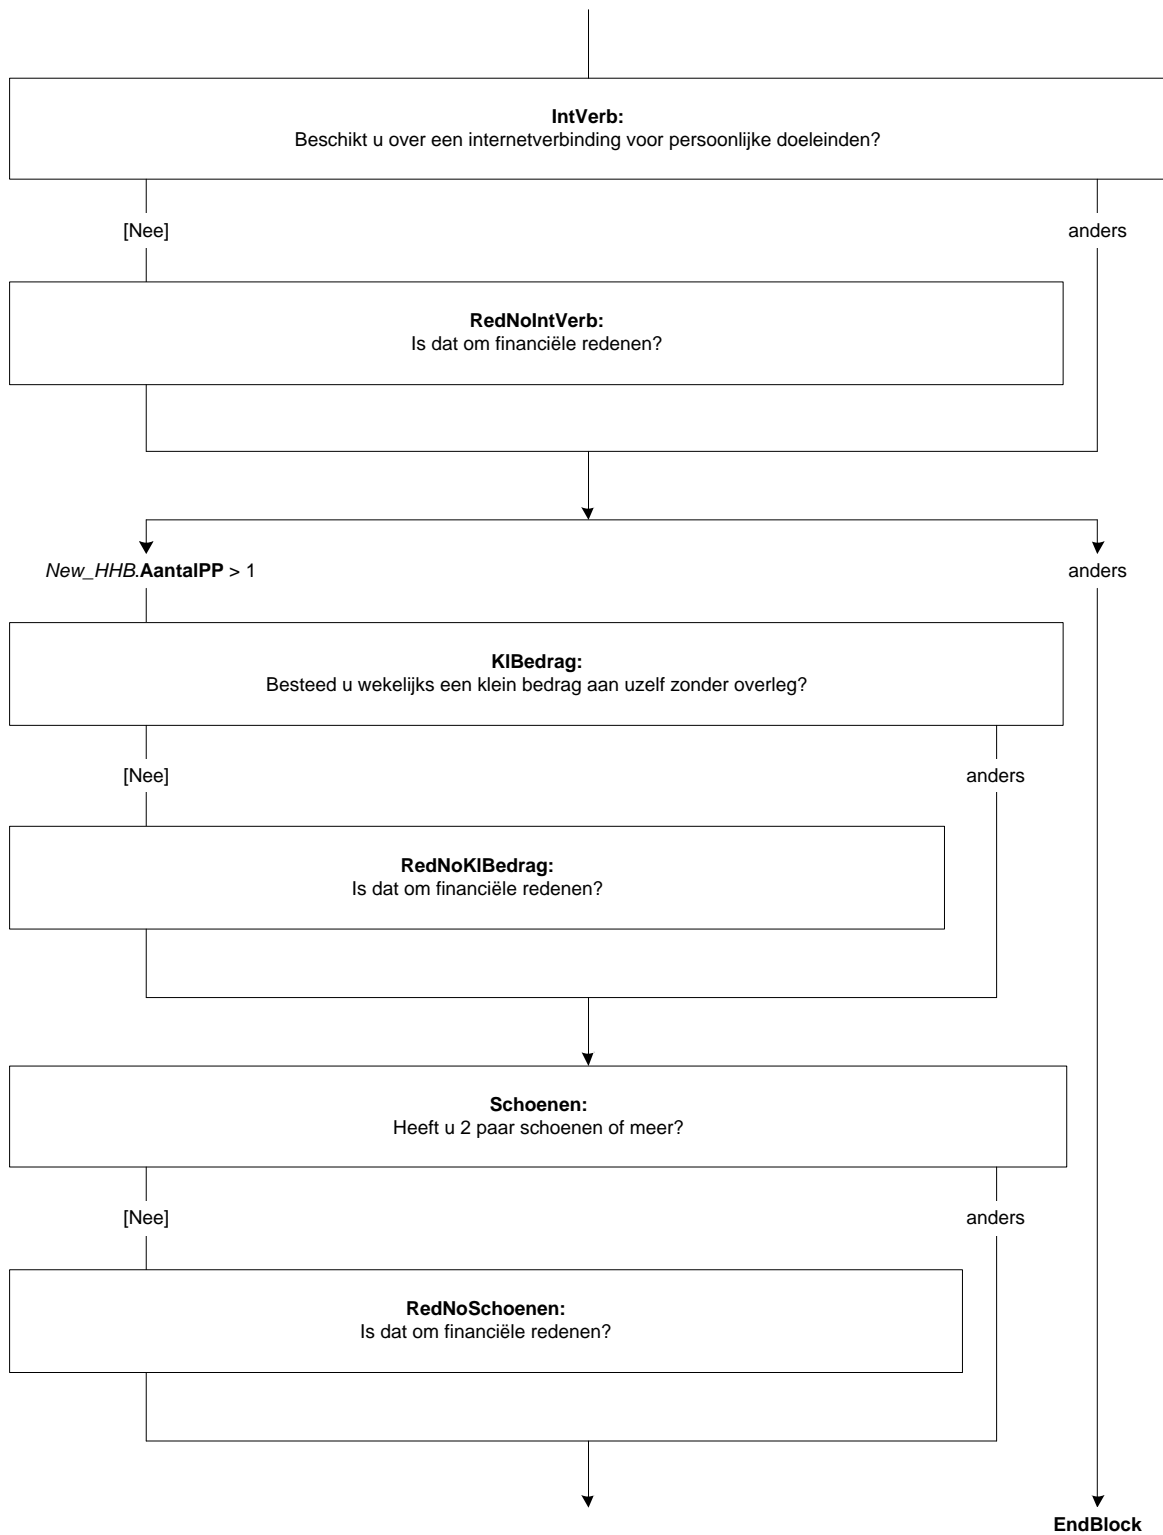 IntVerb:
Beschikt u over een internetverbinding voor persoonlijke doeleinden?
[Nee]
anders
RedNoIntVerb:
Is dat om financiële redenen?
New_HHB.AantalPP > 1
anders
KlBedrag:
Besteed u wekelijks een klein bedrag aan uzelf zonder overleg?
[Nee]
anders
RedNoKlBedrag:
Is dat om financiële redenen?
Schoenen:
Heeft u 2 paar schoenen of meer?
[Nee]
anders
RedNoSchoenen:
Is dat om financiële redenen?
EndBlock